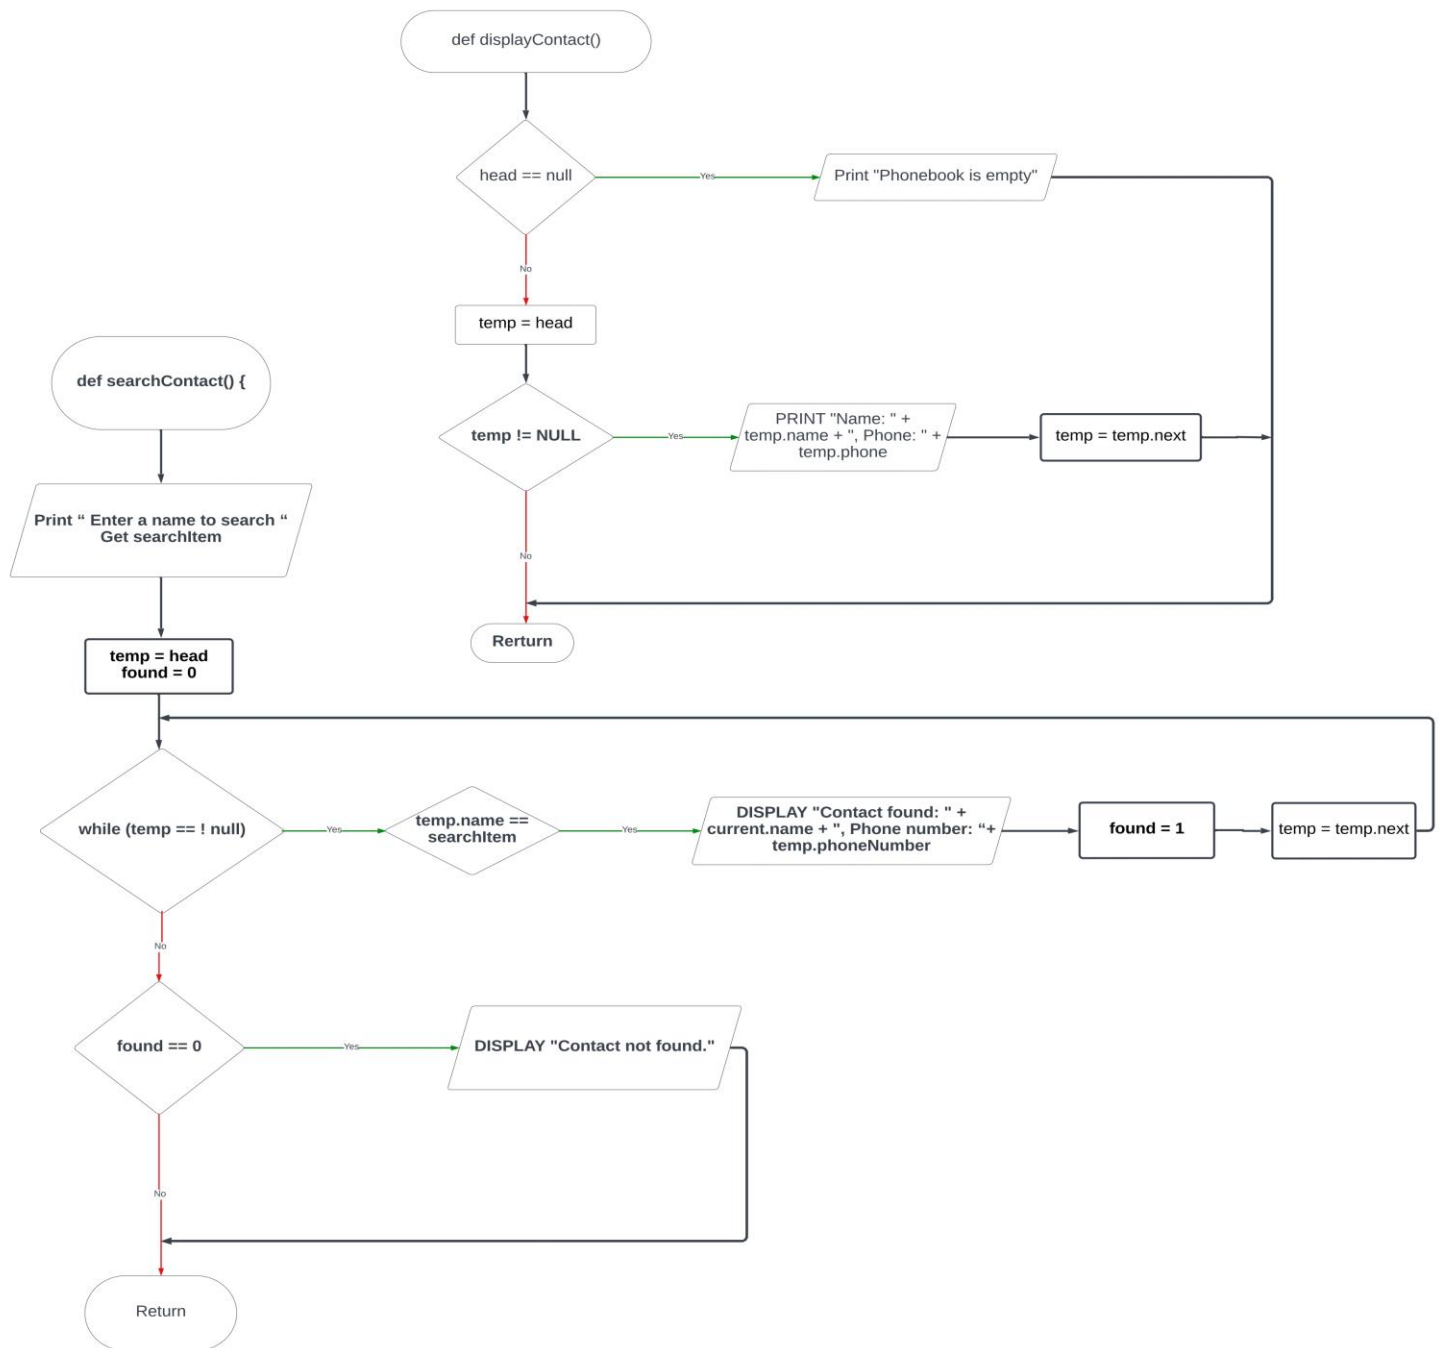 def displayContact()
head == null
Yes
Print "Phonebook is empty"
No
temp = head
temp != NULL
Yes
PRINT "Name: " +
temp.name + ", Phone: " +
temp.phone
temp = temp.next
No
Rerturn
def searchContact() {
Print “ Enter a name to search “
Get searchItem
temp = head
found = 0
while (temp == ! null)
Yes
temp.name ==
searchItem
Yes
DISPLAY "Contact found: " +
current.name + ", Phone number: “+
temp.phoneNumber
found = 1
temp = temp.next
No
found == 0
Yes
DISPLAY "Contact not found."
No
Return